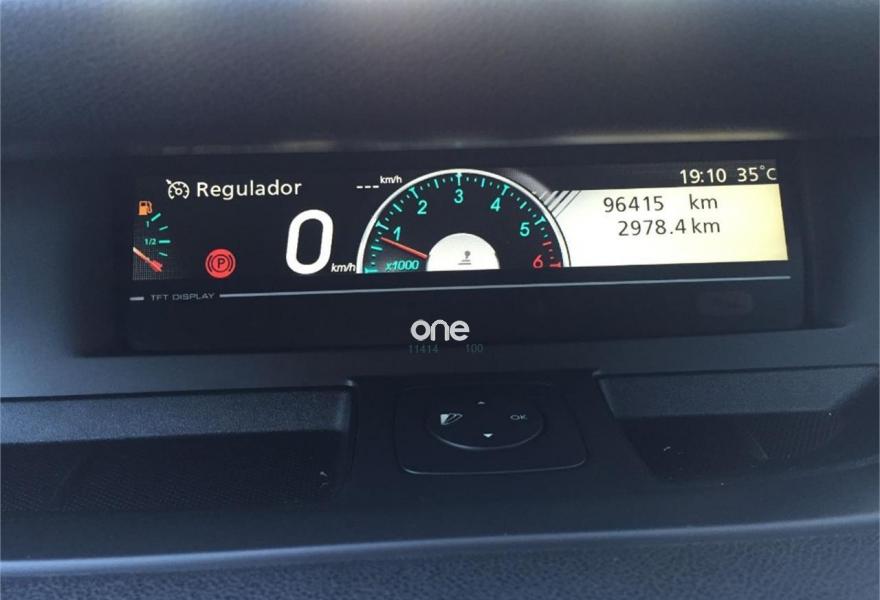 Regulador
--- km/h
19:10 35°C
1
1/2
P
0 km/h
1 2 3 4 5 6
x1000
96415 km
2978.4 km
TFT DISPLAY
one
11414 100
OK